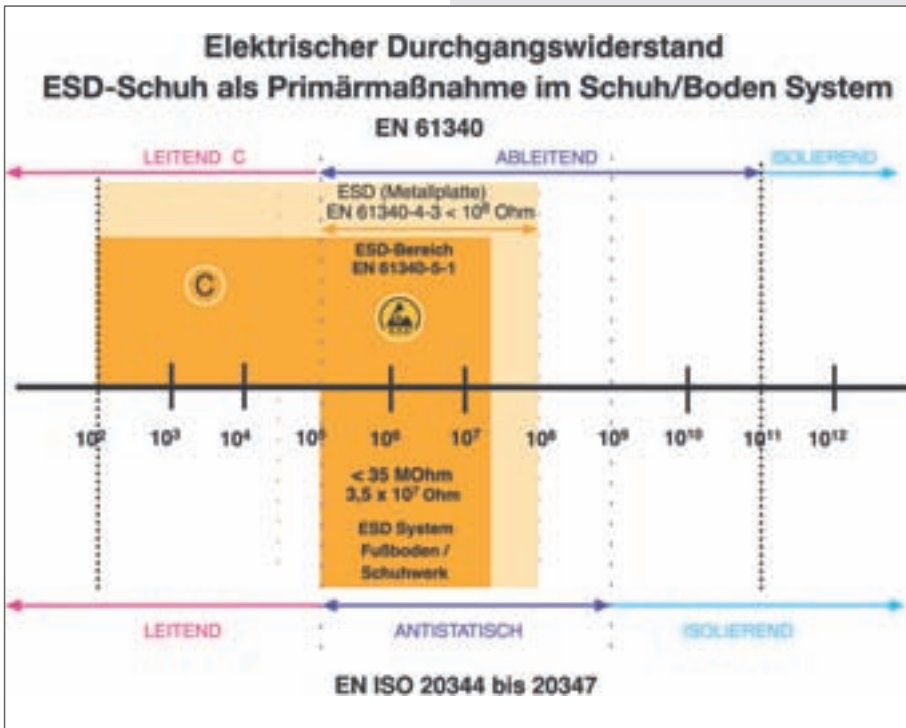 Elektrischer Durchgangswiderstand
ESD-Schuh als Primärmaßnahme im Schuh/Boden System
EN 61340
LEITEND C
ABLEITEND
ISOLIEREND
ESD (Metallplatte)
EN 61340-4-3 < 10⁸ Ohm
ESD-Bereich
EN 61340-5-1
C
10² 10³ 10⁴ 10⁵ 10⁶ 10⁷ 10⁸ 10⁹ 10¹⁰ 10¹¹ 10¹²
< 35 MOhm
3,5 x 10⁷ Ohm
ESD System
Fußboden /
Schuhwerk
LEITEND
ANTISTATISCH
ISOLIEREND
EN ISO 20344 bis 20347